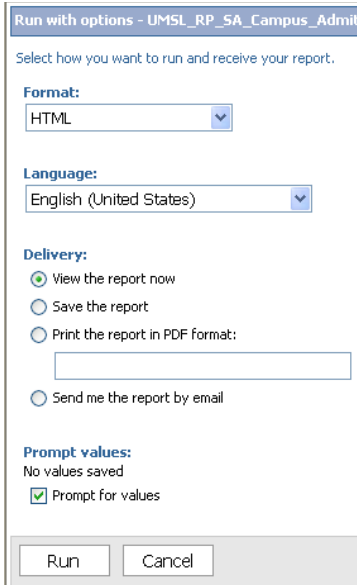 Run with options - UMSL_RP_SA_Campus_Admit
Select how you want to run and receive your report.
Format:
HTML
Language:
English (United States)
Delivery:
View the report now
Save the report
Print the report in PDF format:
Send me the report by email
Prompt values:
No values saved
Prompt for values
Run
Cancel